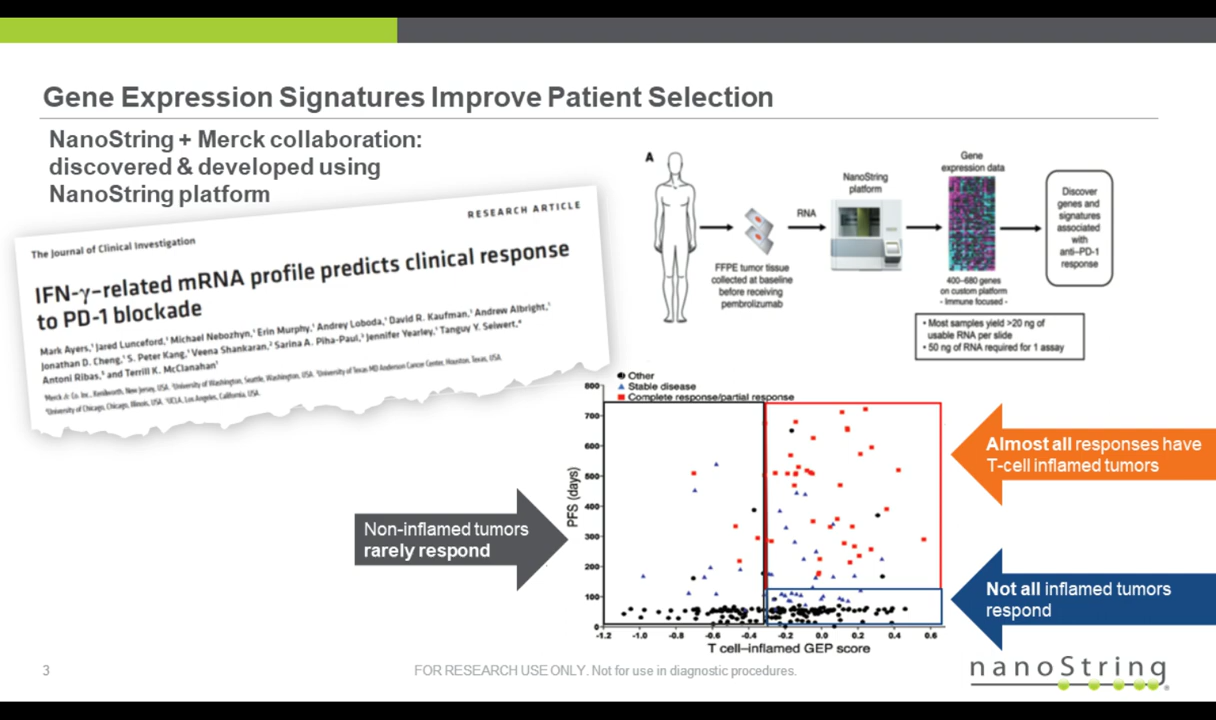 Gene Expression Signatures Improve Patient Selection
NanoString + Merck collaboration:
discovered & developed using
NanoString platform
RESEARCH ARTICLE
The Journal of Clinical Investigation
IFN-γ–related mRNA profile predicts clinical response
to PD-1 blockade
Mark Ayers,¹ Jared Lunceford,¹ Michael Nebozhyn,¹ Erin Murphy,¹ Andrey Loboda,¹ David R. Kaufman,¹ Andrew Albright,¹
Jonathan D. Cheng,¹ S. Peter Kang,¹ Veena Shankaran,² Sarina A. Piha-Paul,³ Jennifer Yearley,¹ Tanguy Y. Seiwert,⁴
Antoni Ribas,⁵ and Terrill K. McClanahan¹
¹Merck & Co. Inc., Kenilworth, New Jersey, USA. ²University of Washington, Seattle, Washington, USA. ³University of Texas MD Anderson Cancer Center, Houston, Texas, USA.
⁴University of Chicago, Chicago, Illinois, USA. ⁵UCLA, Los Angeles, California, USA.
A
FFPE tumor tissue
collected at baseline
before receiving
pembrolizumab
RNA
NanoString
platform
Gene
expression data
400–680 genes
on custom platform
- Immune focused -
Discover
genes and
signatures
associated
with
anti–PD-1
response
• Most samples yield >20 ng of
usable RNA per slide
• 50 ng of RNA required for 1 assay
Other
Stable disease
Complete response/partial response
PFS (days)
800
700
600
500
400
300
200
100
0
-1.2 -1.0 -0.8 -0.6 -0.4 -0.2 0.0 0.2 0.4 0.6
T cell–inflamed GEP score
Non-inflamed tumors
rarely respond
Almost all responses have
T-cell inflamed tumors
Not all inflamed tumors
respond
3
FOR RESEARCH USE ONLY. Not for use in diagnostic procedures.
nanoString®